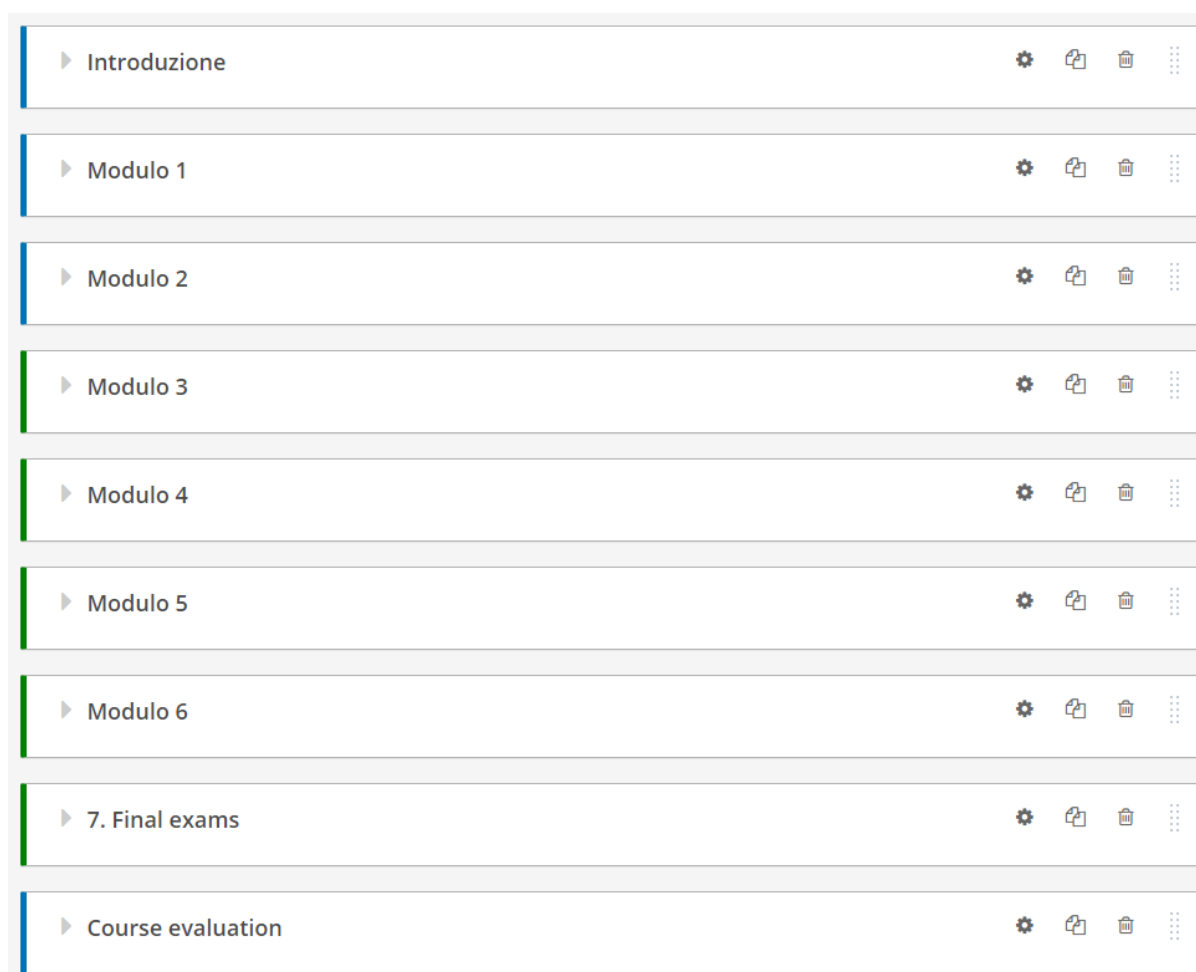 Introduzione
Modulo 1
Modulo 2
Modulo 3
Modulo 4
Modulo 5
Modulo 6
7. Final exams
Course evaluation